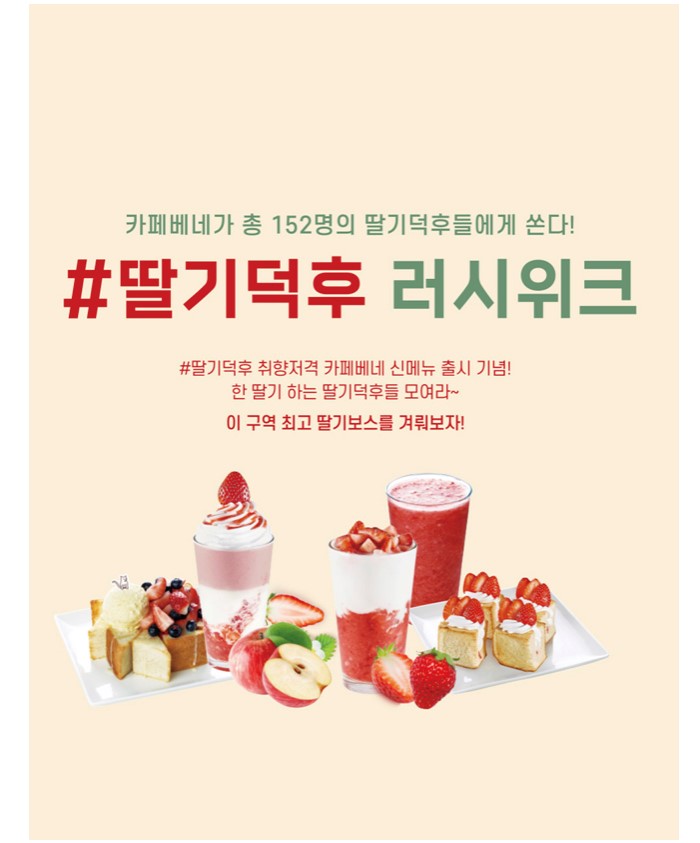 카페베네가 총 152명의 딸기덕후들에게 쏜다!
#딸기덕후 러시위크
#딸기덕후 취향저격 카페베네 신메뉴 출시 기념!
한 딸기 하는 딸기덕후들 모여라~
이 구역 최고 딸기보스를 겨뤄보자!